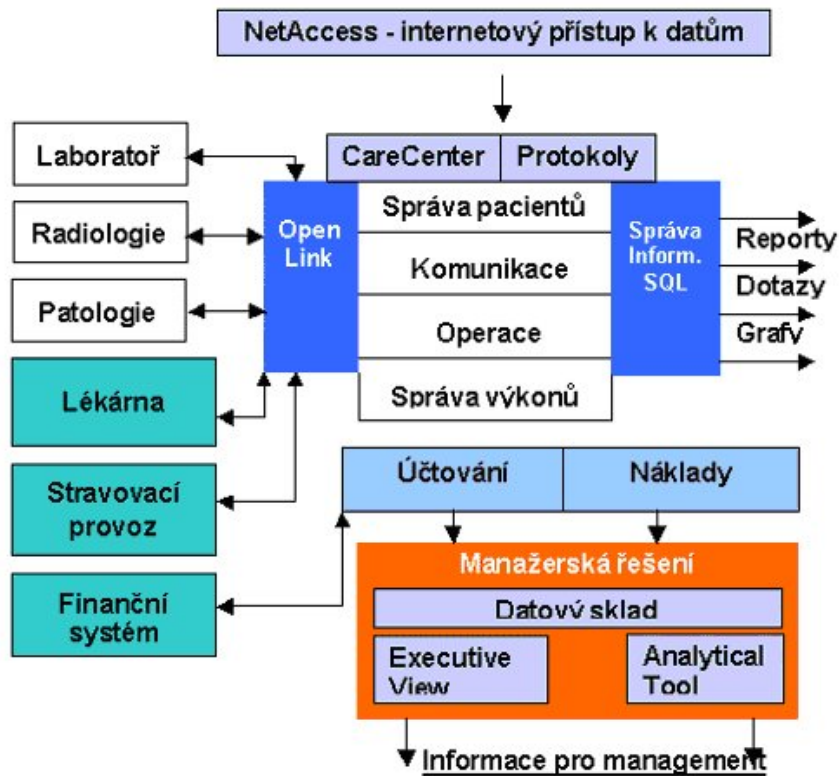 NetAccess - internetový přístup k datům
CareCenter
Protokoly
Laboratoř
Radiologie
Patologie
Lékárna
Stravovací
provoz
Finanční
systém
Open
Link
Správa pacientů
Komunikace
Operace
Správa výkonů
Správa
Inform.
SQL
Reporty
Dotazy
Grafy
Účtování
Náklady
Manažerská řešení
Datový sklad
Executive
View
Analytical
Tool
Informace pro management